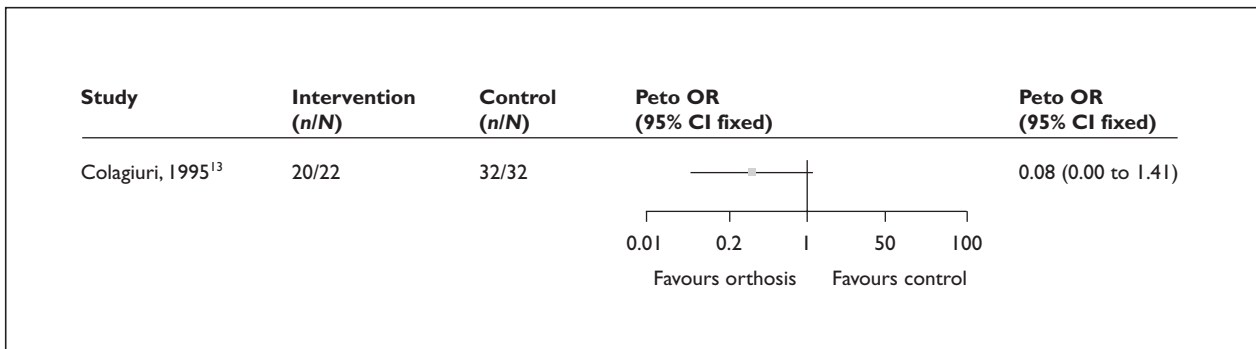 Study Intervention Control Peto OR Peto OR
(n/N) (n/N) (95% CI fixed) (95% CI fixed)
Colagiuri, 1995¹³ 20/22 32/32 0.08 (0.00 to 1.41)
0.01 0.2 1 50 100
Favours orthosis Favours control